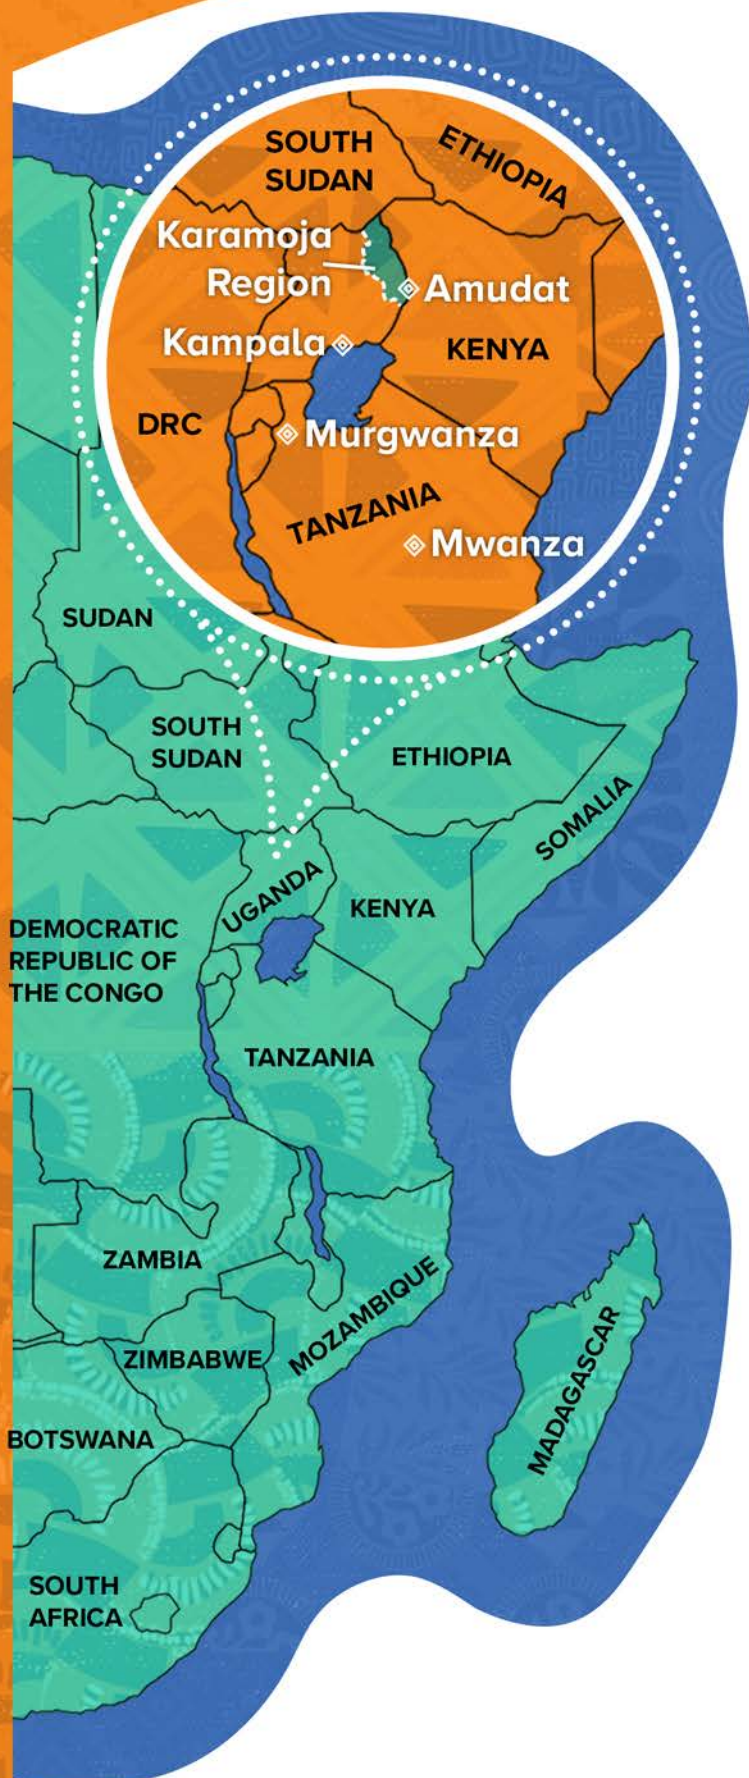 SOUTH
SUDAN
ETHIOPIA
Karamoja
Region
Amudat
Kampala
KENYA
DRC
Murgwanza
TANZANIA
Mwanza
SUDAN
SOUTH
SUDAN
ETHIOPIA
SOMALIA
UGANDA
KENYA
DEMOCRATIC
REPUBLIC OF
THE CONGO
TANZANIA
ZAMBIA
MOZAMBIQUE
ZIMBABWE
MADAGASCAR
BOTSWANA
SOUTH
AFRICA